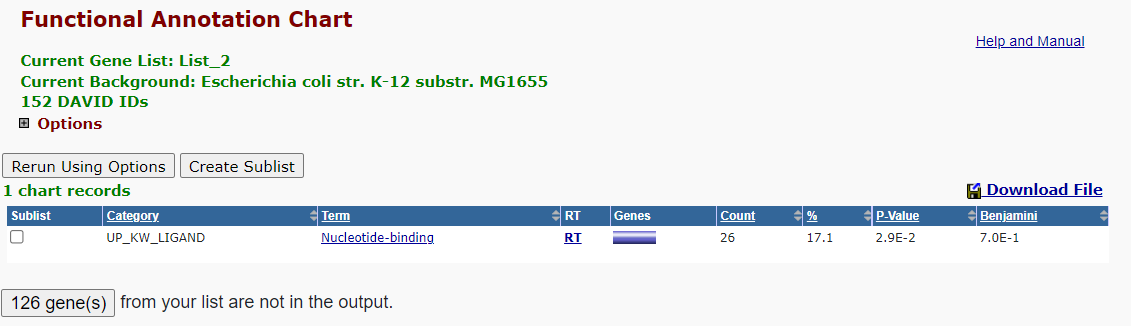 Functional Annotation Chart
Help and Manual
Current Gene List: List_2
Current Background: Escherichia coli str. K-12 substr. MG1655
152 DAVID IDs
Options
Rerun Using Options Create Sublist
1 chart records Download File
Sublist Category Term RT Genes Count % P-Value Benjamini
UP_KW_LIGAND Nucleotide-binding RT 26 17.1 2.9E-2 7.0E-1
126 gene(s) from your list are not in the output.